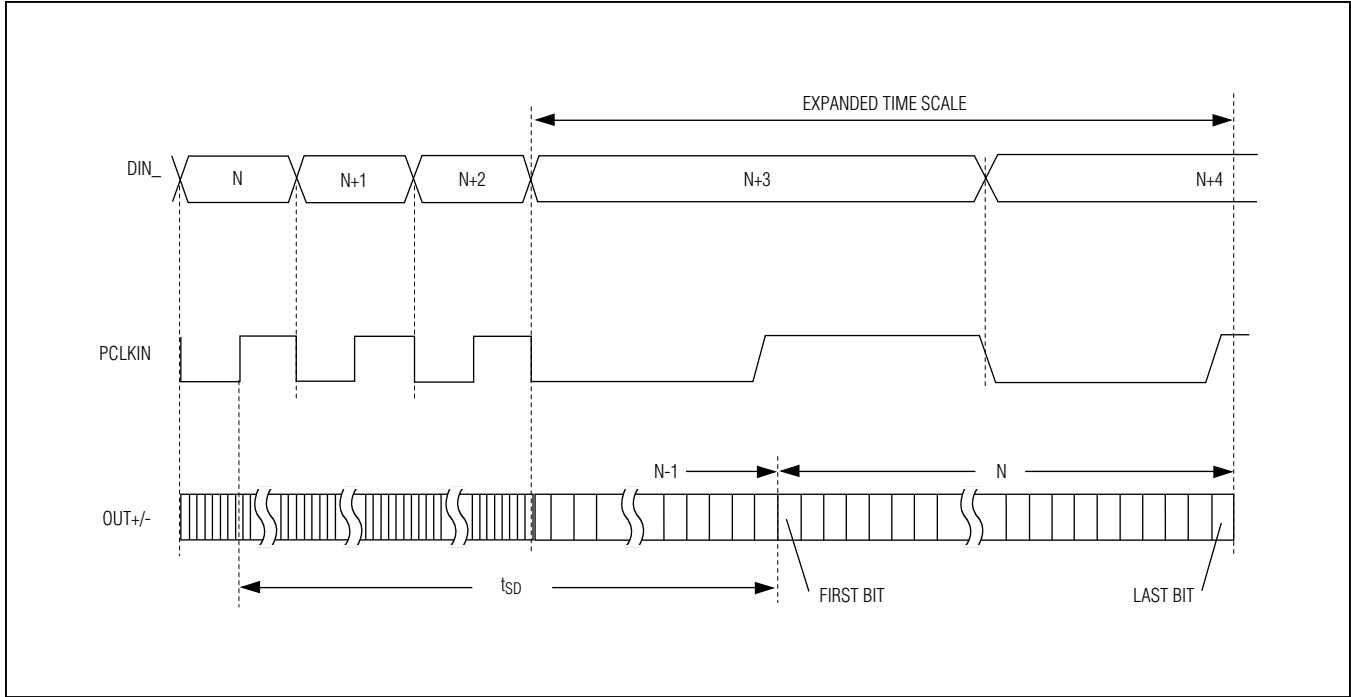 EXPANDED TIME SCALE
DIN_
N
N+1
N+2
N+3
N+4
PCLKIN
N-1
N
OUT+/-
tSD
FIRST BIT
LAST BIT